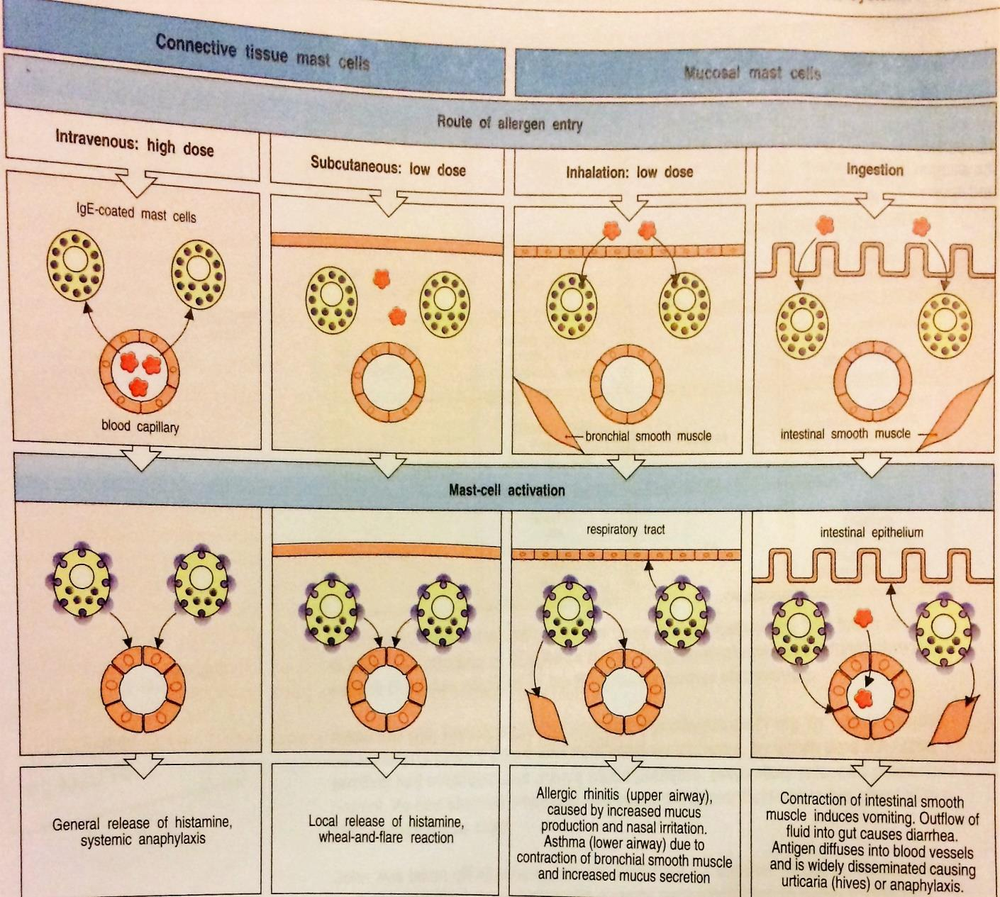 Connective tissue mast cells
Mucosal mast cells
Route of allergen entry
Intravenous: high dose
Subcutaneous: low dose
Inhalation: low dose
Ingestion
IgE-coated mast cells
blood capillary
bronchial smooth muscle
intestinal smooth muscle
Mast-cell activation
respiratory tract
intestinal epithelium
General release of histamine,
systemic anaphylaxis
Local release of histamine,
wheal-and-flare reaction
Allergic rhinitis (upper airway),
caused by increased mucus
production and nasal irritation.
Asthma (lower airway) due to
contraction of bronchial smooth muscle
and increased mucus secretion
Contraction of intestinal smooth
muscle induces vomiting. Outflow of
fluid into gut causes diarrhea.
Antigen diffuses into blood vessels
and is widely disseminated causing
urticaria (hives) or anaphylaxis.